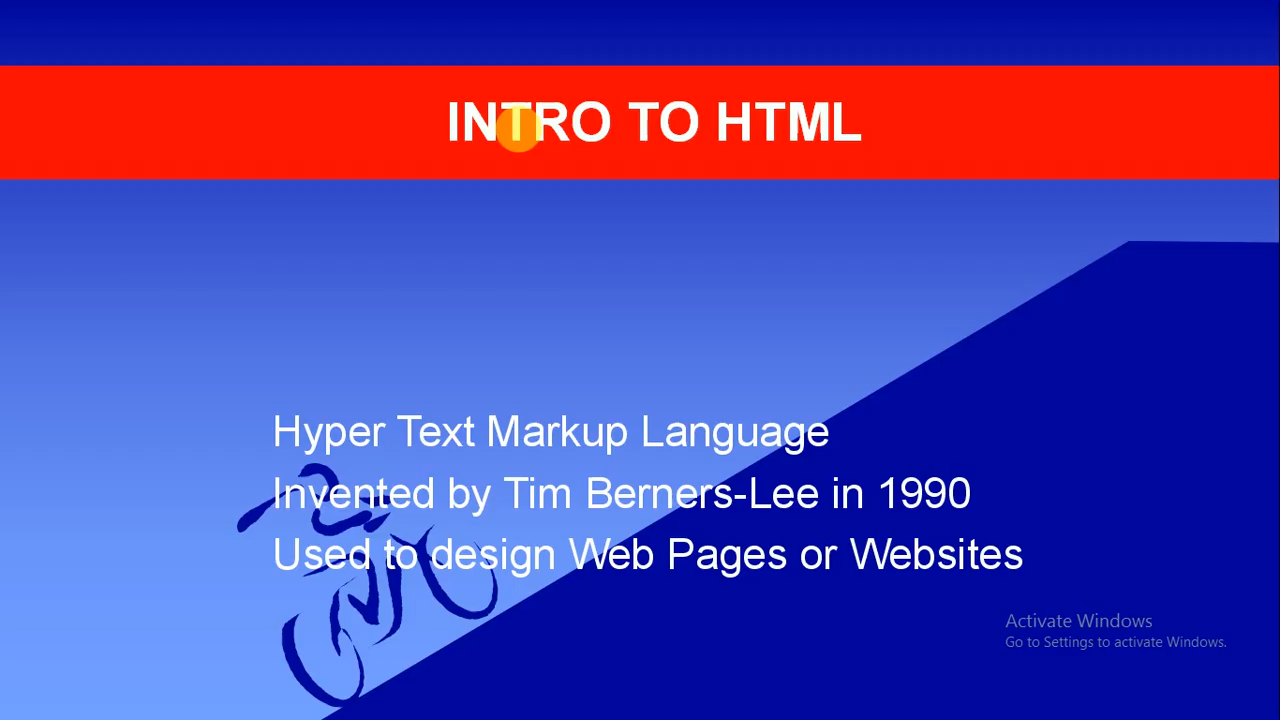 INTRO TO HTML
Hyper Text Markup Language
Invented by Tim Berners-Lee in 1990
Used to design Web Pages or Websites
Activate Windows
Go to Settings to activate Windows.